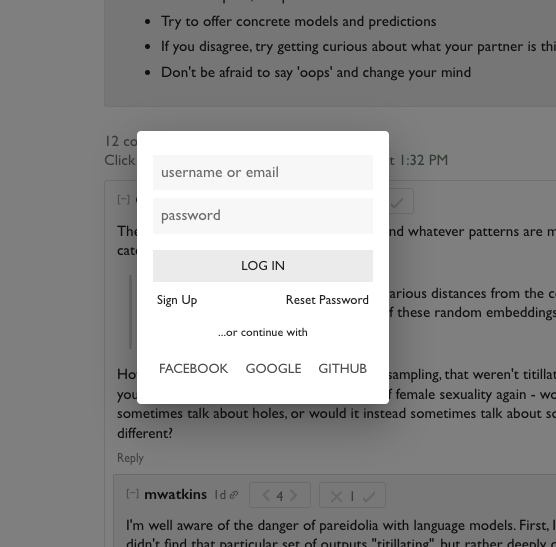 Try to offer concrete models and predictions
If you disagree, try getting curious about what your partner is thi
Don't be afraid to say 'oops' and change your mind
12 co
Click
t 1:32 PM
[-]
username or email
password
LOG IN
Sign Up Reset Password
...or continue with
FACEBOOK GOOGLE GITHUB
The nd whatever patterns are m
cate
arious distances from the c
f these random embeddings
Ho sampling, that weren't titillat
you f female sexuality again - wo
sometimes talk about holes, or would it instead sometimes talk about so
different?
Reply
[-] mwatkins 1d 4 1
I'm well aware of the danger of pareidolia with language models. First, I
didn't find that particular set of outputs "titillating", but rather deeply